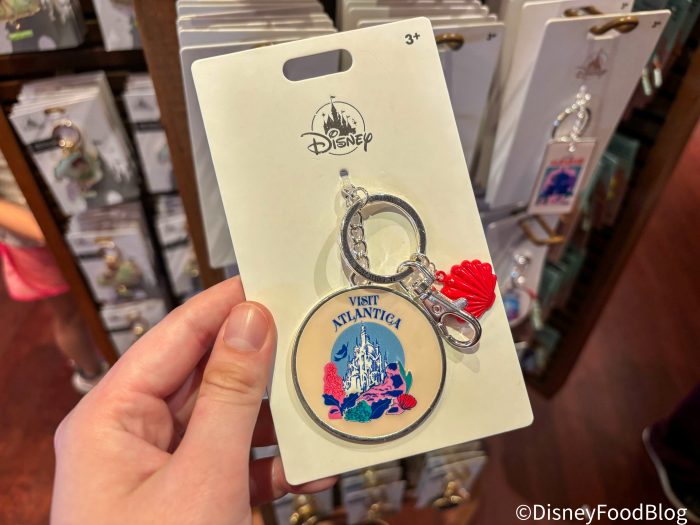 3+
Disney
VISIT
ATLANTICA
©DisneyFoodBlog